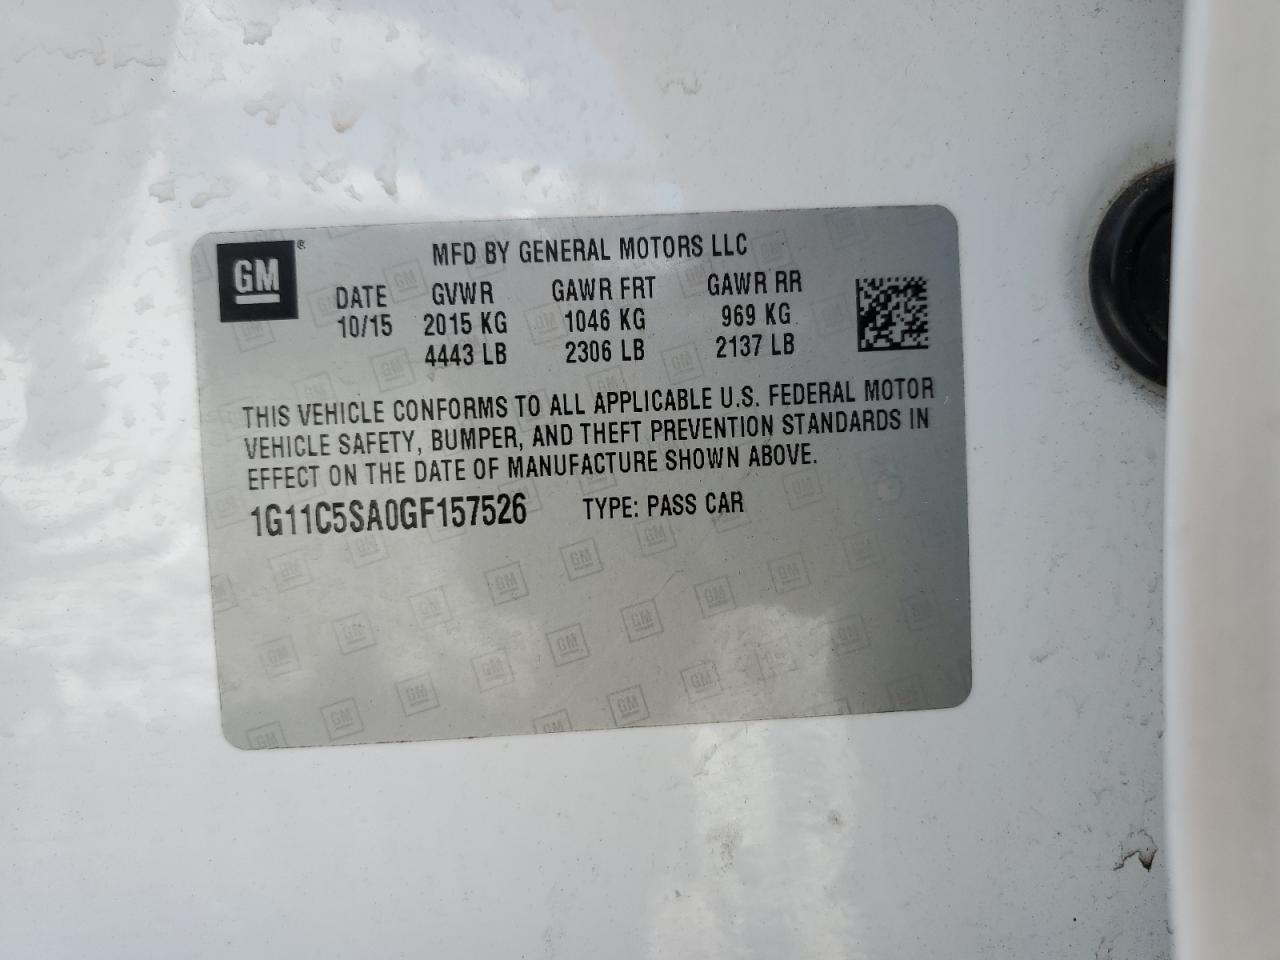 GM®
MFD BY GENERAL MOTORS LLC
DATE GVWR GAWR FRT GAWR RR
10/15 2015 KG 1046 KG 969 KG
4443 LB 2306 LB 2137 LB
THIS VEHICLE CONFORMS TO ALL APPLICABLE U.S. FEDERAL MOTOR
VEHICLE SAFETY, BUMPER, AND THEFT PREVENTION STANDARDS IN
EFFECT ON THE DATE OF MANUFACTURE SHOWN ABOVE.
1G11C5SA0GF157526 TYPE: PASS CAR